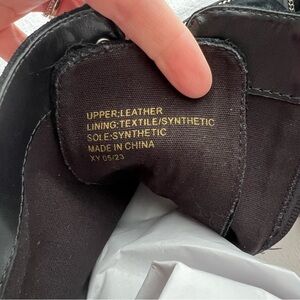 UPPER;LEATHER
LINING:TEXTILE/SYNTHETIC
SOLE:SYNTHETIC
MADE IN CHINA
XY 05/23